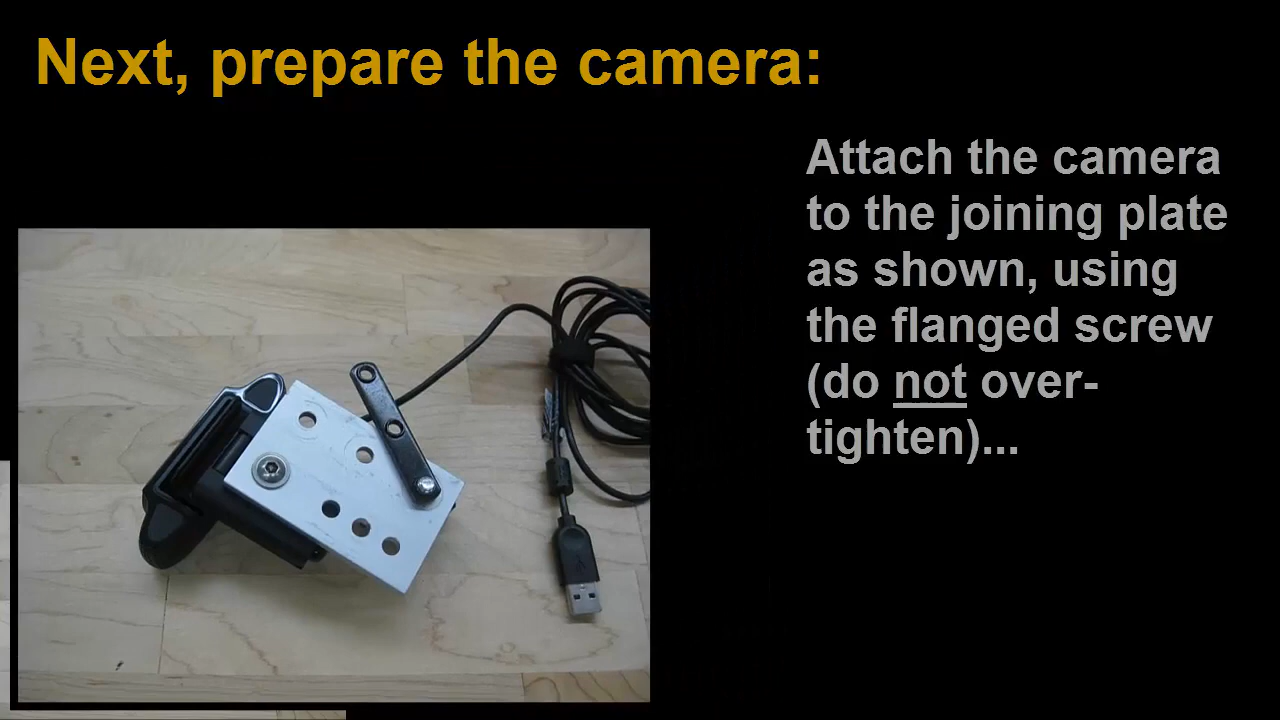 Next, prepare the camera:
Attach the camera
to the joining plate
as shown, using
the flanged screw
(do not over-
tighten)...